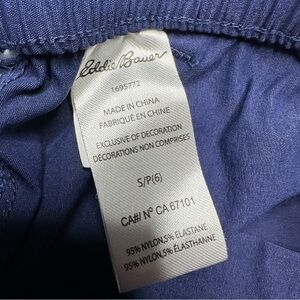 Eddie Bauer
1695772
MADE IN CHINA
FABRIQUÉ EN CHINE
EXCLUSIVE OF DECORATION
DÉCORATIONS NON COMPRISES
S/P(6)
CA#/ Nº CA 67101
95% NYLON,5% ELASTANE
95% NYLON,5% ÉLASTHANNE